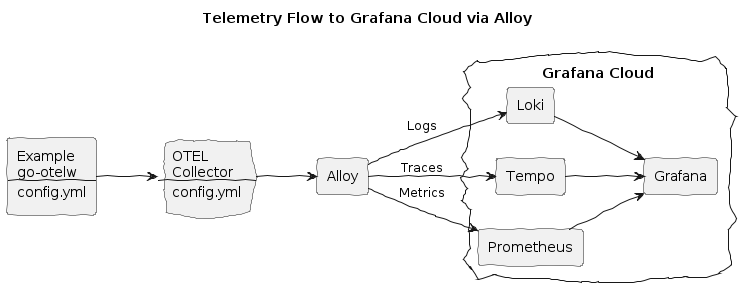 Telemetry Flow to Grafana Cloud via Alloy
Grafana Cloud
Example
go-otelw
config.yml
OTEL
Collector
config.yml
Alloy
Logs
Traces
Metrics
Loki
Tempo
Prometheus
Grafana